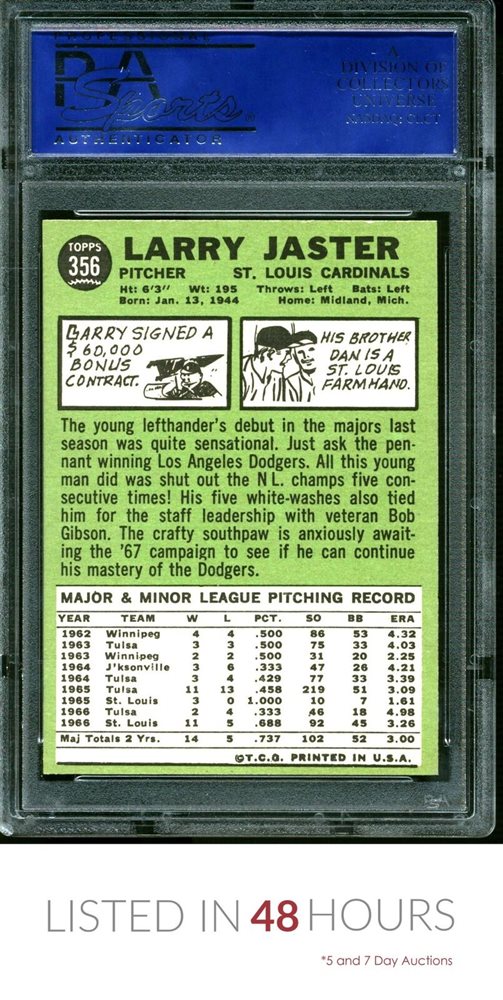 PROFESSIONAL
PSA
Sports®
AUTHENTICATOR
A
DIVISION OF
COLLECTORS
UNIVERSE
NASDAQ: CLCT
TOPPS
356
LARRY JASTER
PITCHER ST. LOUIS CARDINALS
Ht: 6'3" Wt: 195 Throws: Left Bats: Left
Born: Jan. 13, 1944 Home: Midland, Mich.
LARRY SIGNED A
$60,000
BONUS
CONTRACT.
HIS BROTHER
DAN IS A
ST. LOUIS
FARMHAND.
The young lefthander's debut in the majors last
season was quite sensational. Just ask the pen-
nant winning Los Angeles Dodgers. All this young
man did was shut out the N L. champs five con-
secutive times! His five white-washes also tied
him for the staff leadership with veteran Bob
Gibson. The crafty southpaw is anxiously await-
ing the '67 campaign to see if he can continue
his mastery of the Dodgers.
MAJOR & MINOR LEAGUE PITCHING RECORD
YEAR TEAM W L PCT. SO BB ERA
1962 Winnipeg 4 4 .500 86 53 4.32
1963 Tulsa 3 3 .500 75 33 4.03
1963 Winnipeg 2 2 .500 31 20 2.25
1964 J'ksonville 3 6 .333 47 26 4.21
1964 Tulsa 3 4 .429 77 33 3.39
1965 Tulsa 11 13 .458 219 51 3.09
1965 St. Louis 3 0 1.000 10 7 1.61
1966 Tulsa 2 4 .333 46 18 4.98
1966 St. Louis 11 5 .688 92 45 3.26
Maj Totals 2 Yrs. 14 5 .737 102 52 3.00
©T.C.G. PRINTED IN U.S.A.
LISTED IN 48 HOURS
*5 and 7 Day Auctions